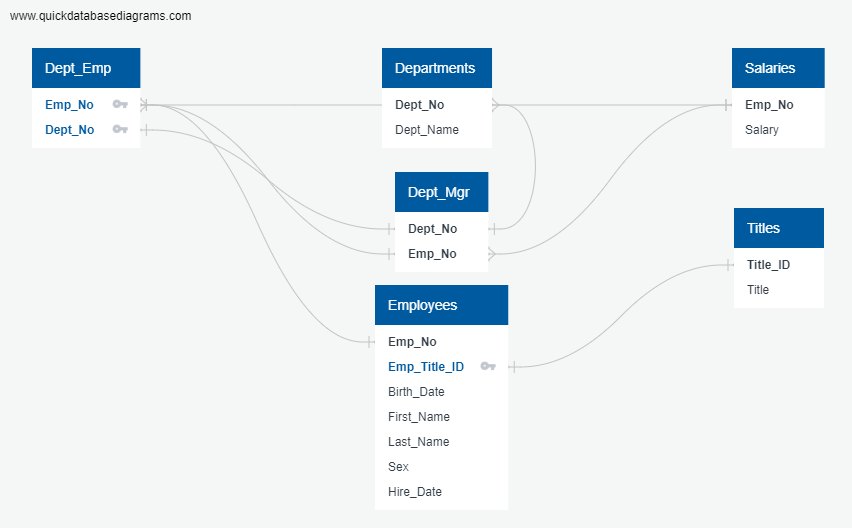 www.quickdatabasediagrams.com
Dept_Emp
Emp_No
Dept_No
Departments
Dept_No
Dept_Name
Salaries
Emp_No
Salary
Dept_Mgr
Dept_No
Emp_No
Titles
Title_ID
Title
Employees
Emp_No
Emp_Title_ID
Birth_Date
First_Name
Last_Name
Sex
Hire_Date